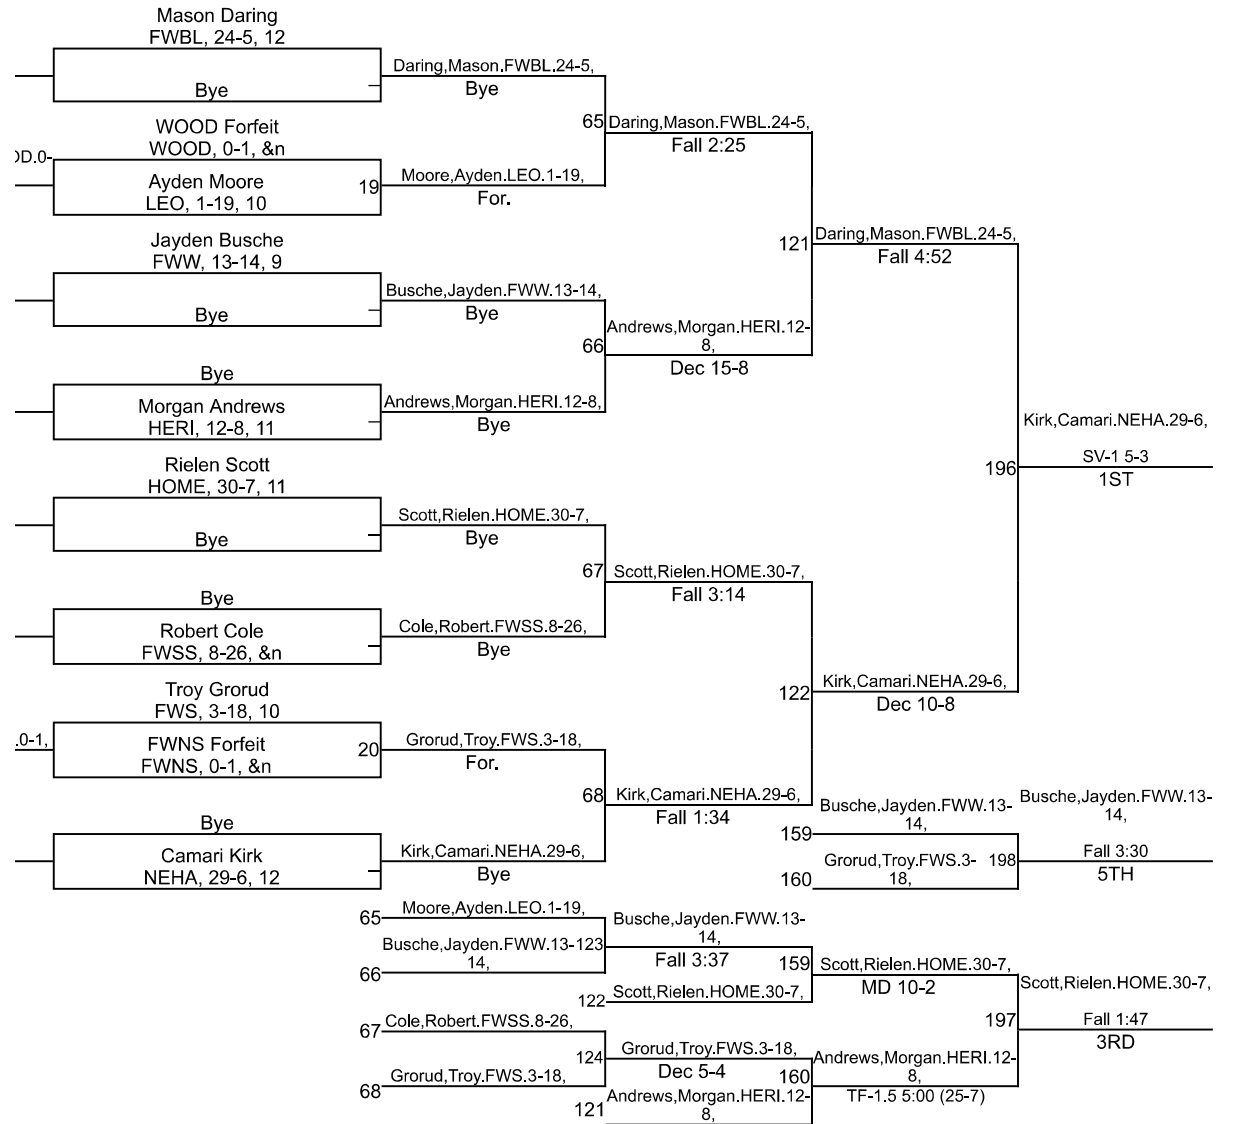 Mason Daring
FWBL, 24-5, 12
Bye
Daring,Mason.FWBL.24-5,
Bye
WOOD Forfeit
WOOD, 0-1, &n
OD.0-
Ayden Moore
LEO, 1-19, 10
19
Moore,Ayden.LEO.1-19,
For.
65
Daring,Mason.FWBL.24-5,
Fall 2:25
Jayden Busche
FWW, 13-14, 9
Bye
Busche,Jayden.FWW.13-14,
Bye
Bye
Morgan Andrews
HERI, 12-8, 11
Andrews,Morgan.HERI.12-8,
Bye
66
Andrews,Morgan.HERI.12-
8,
Dec 15-8
121
Daring,Mason.FWBL.24-5,
Fall 4:52
Rielen Scott
HOME, 30-7, 11
Bye
Scott,Rielen.HOME.30-7,
Bye
Bye
Robert Cole
FWSS, 8-26, &n
Cole,Robert.FWSS.8-26,
Bye
67
Scott,Rielen.HOME.30-7,
Fall 3:14
Troy Grorud
FWS, 3-18, 10
.0-1,
FWNS Forfeit
FWNS, 0-1, &n
20
Grorud,Troy.FWS.3-18,
For.
Bye
Camari Kirk
NEHA, 29-6, 12
Kirk,Camari.NEHA.29-6,
Bye
68
Kirk,Camari.NEHA.29-6,
Fall 1:34
122
Kirk,Camari.NEHA.29-6,
Dec 10-8
196
Kirk,Camari.NEHA.29-6,
SV-1 5-3
1ST
159
Busche,Jayden.FWW.13-
14,
160
Grorud,Troy.FWS.3-
18,
198
Busche,Jayden.FWW.13-
14,
Fall 3:30
5TH
65
Moore,Ayden.LEO.1-19,
66
Busche,Jayden.FWW.13-
14,
123
Busche,Jayden.FWW.13-
14,
Fall 3:37
122
Scott,Rielen.HOME.30-7,
159
Scott,Rielen.HOME.30-7,
MD 10-2
67
Cole,Robert.FWSS.8-26,
68
Grorud,Troy.FWS.3-18,
124
Grorud,Troy.FWS.3-18,
Dec 5-4
121
Andrews,Morgan.HERI.12-
8,
160
Andrews,Morgan.HERI.12-
8,
TF-1.5 5:00 (25-7)
197
Scott,Rielen.HOME.30-7,
Fall 1:47
3RD